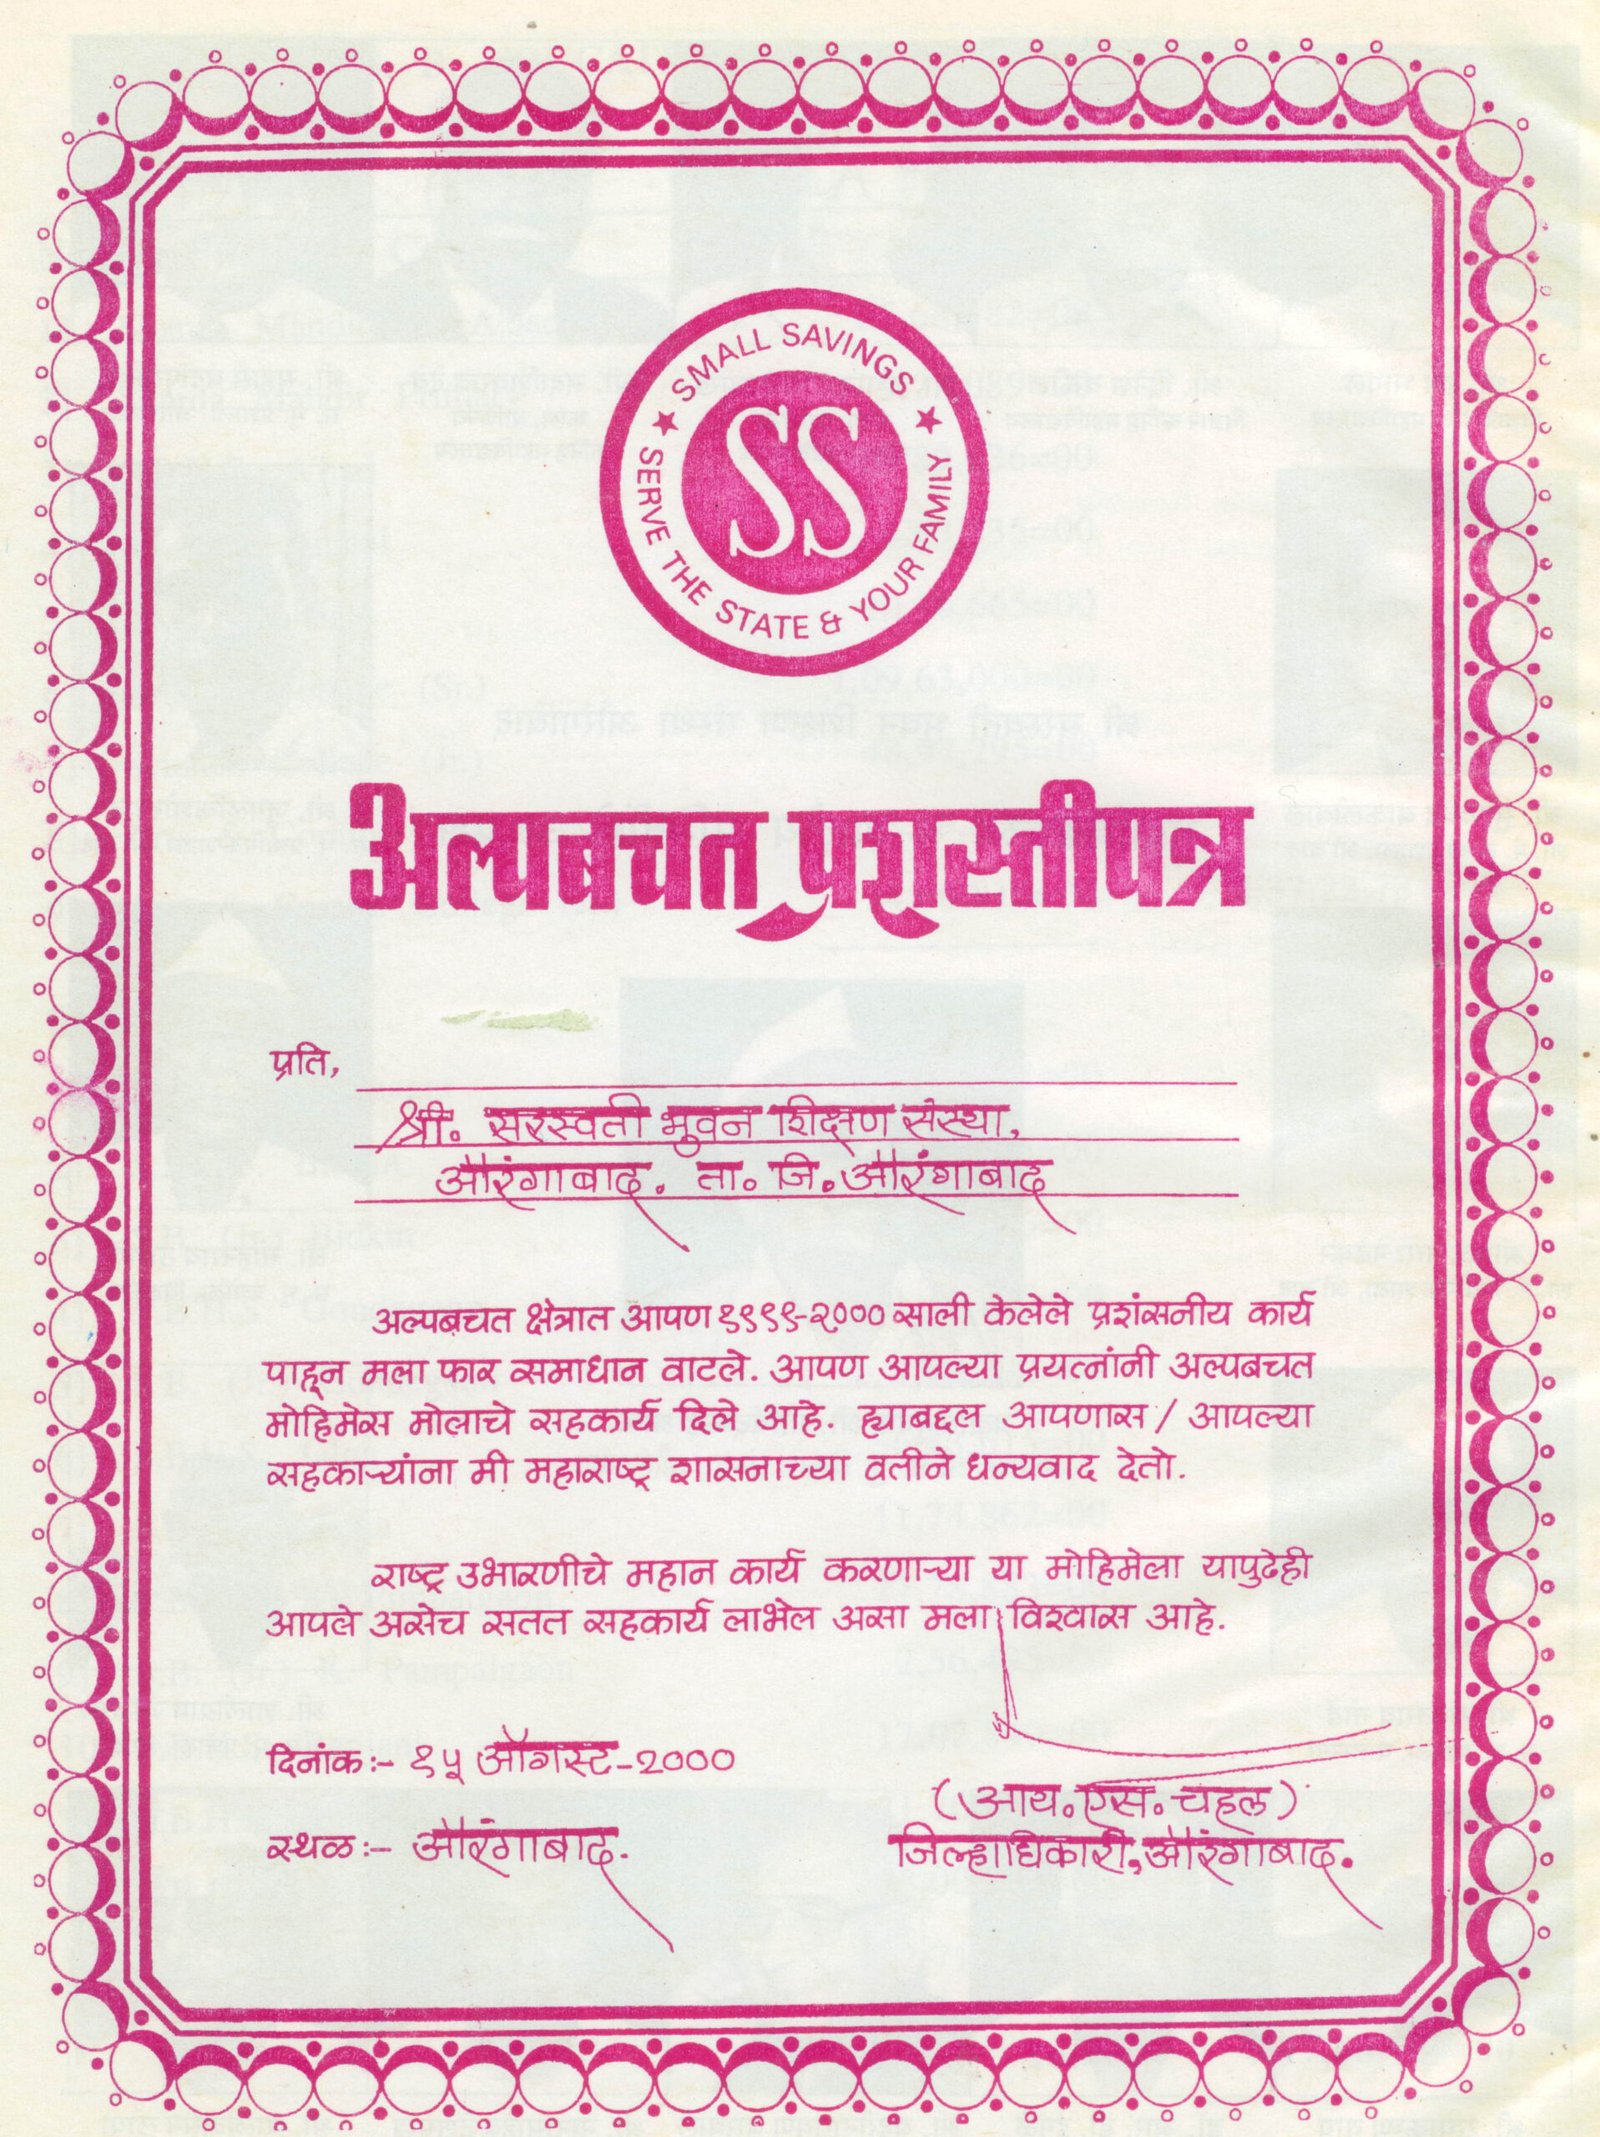 SMALL SAVINGS
SERVE THE STATE & YOUR FAMILY
SS
अल्पबचत प्रशस्तीपत्र
प्रति,
श्री. सरस्वती भुवन शिक्षण संस्था,
औरंगाबाद. ता. जि. औरंगाबाद
अल्पबचत क्षेत्रात आपण १९९९-२००० साली केलेले प्रशंसनीय कार्य
पाहून मला फार समाधान वाटले. आपण आपल्या प्रयत्नांनी अल्पबचत
मोहिमेस मोलाचे सहकार्य दिले आहे. ह्याबद्दल आपणास / आपल्या
सहकाऱ्यांना मी महाराष्ट्र शासनाच्या वतीने धन्यवाद देतो.
राष्ट्र उभारणीचे महान कार्य करणाऱ्या या मोहिमेला यापुढेही
आपले असेच सतत सहकार्य लाभेल असा मला विश्वास आहे.
दिनांक :- १५ ऑगस्ट-२०००
(आय. एस. चहल)
स्थळ :- औरंगाबाद.
जिल्हाधिकारी, औरंगाबाद.